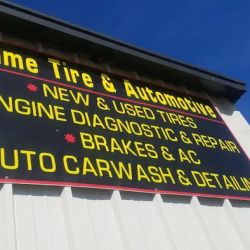 me Tire & Automotive
* NEW & USED TIRES
NGINE DIAGNOSTIC & REPAIR
* BRAKES & AC
UTO CARWASH & DETAILIN